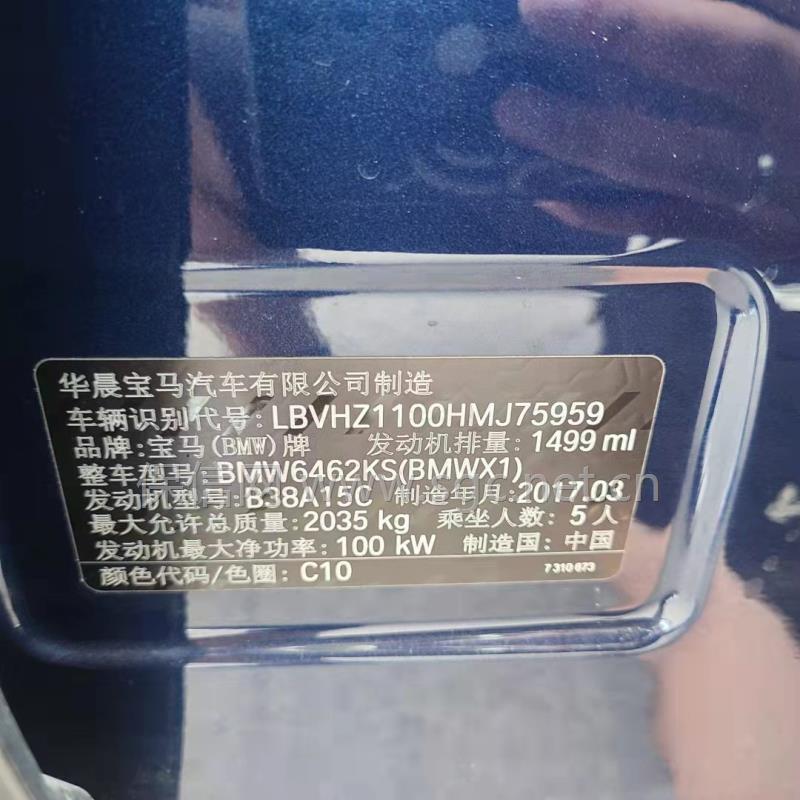 华晨宝马汽车有限公司制造
车辆识别代号: LBVHZ1100HMJ75959
品牌: 宝马(BMW)牌 发动机排量: 1499 ml
整车型号: BMW6462KS(BMWX1)
发动机型号: B38A15C 制造年月: 2017.03
最大允许总质量: 2035 kg 乘坐人数: 5人
发动机最大净功率: 100 kW 制造国: 中国
颜色代码/色圈: C10 7 310 673